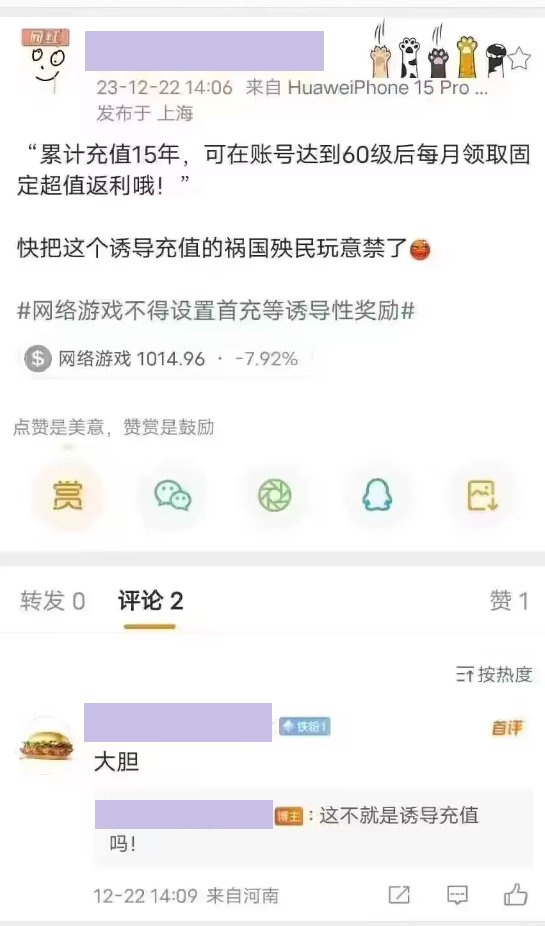 网红
23-12-22 14:06 来自 HuaweiPhone 15 Pro ...
发布于 上海
“累计充值15年，可在账号达到60级后每月领取固
定超值返利哦！”
快把这个诱导充值的祸国殃民玩意禁了
#网络游戏不得设置首充等诱导性奖励#
$ 网络游戏 1014.96 · -7.92%
点赞是美意，赞赏是鼓励
赏
转发 0 评论 2 赞 1
按热度
铁粉1 首评
大胆
博主：这不就是诱导充值
吗！
12-22 14:09 来自河南